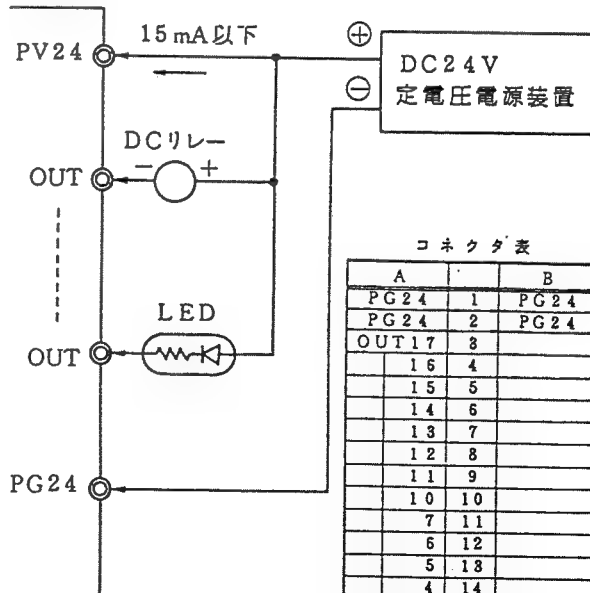 15mA以下
PV24
⊕
⊖
DC24V
定電圧電源装置
DCリレー
− +
OUT
LED
OUT
PG24
コネクタ表
A B
PG24 1 PG24
PG24 2 PG24
OUT17 3
16 4
15 5
14 6
13 7
12 8
11 9
10 10
7 11
6 12
5 13
4 14